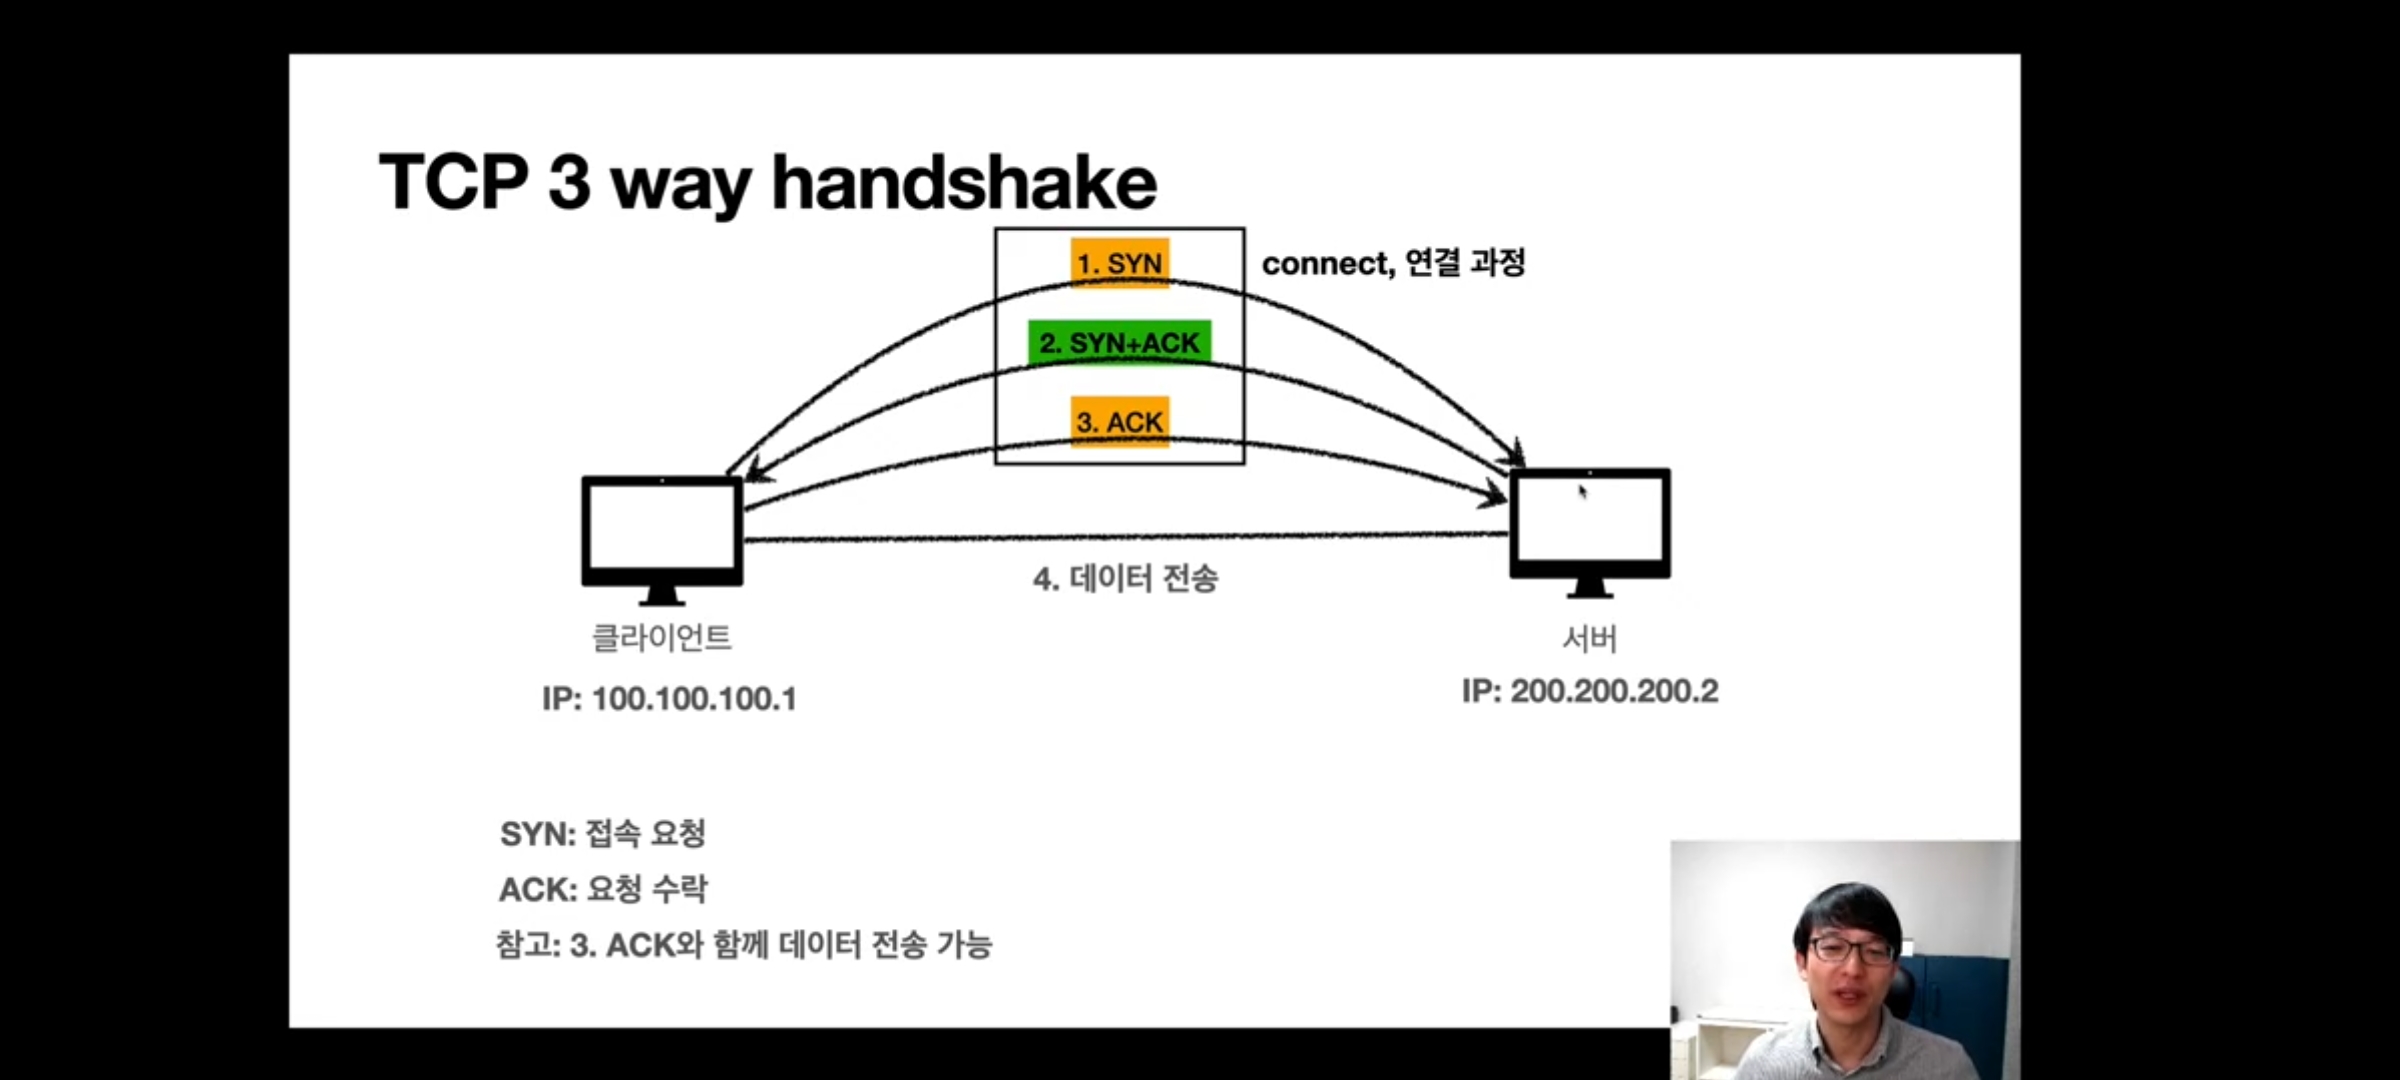 TCP 3 way handshake
1. SYN
connect, 연결 과정
2. SYN+ACK
3. ACK
4. 데이터 전송
클라이언트
서버
IP: 100.100.100.1
IP: 200.200.200.2
SYN: 접속 요청
ACK: 요청 수락
참고: 3. ACK와 함께 데이터 전송 가능